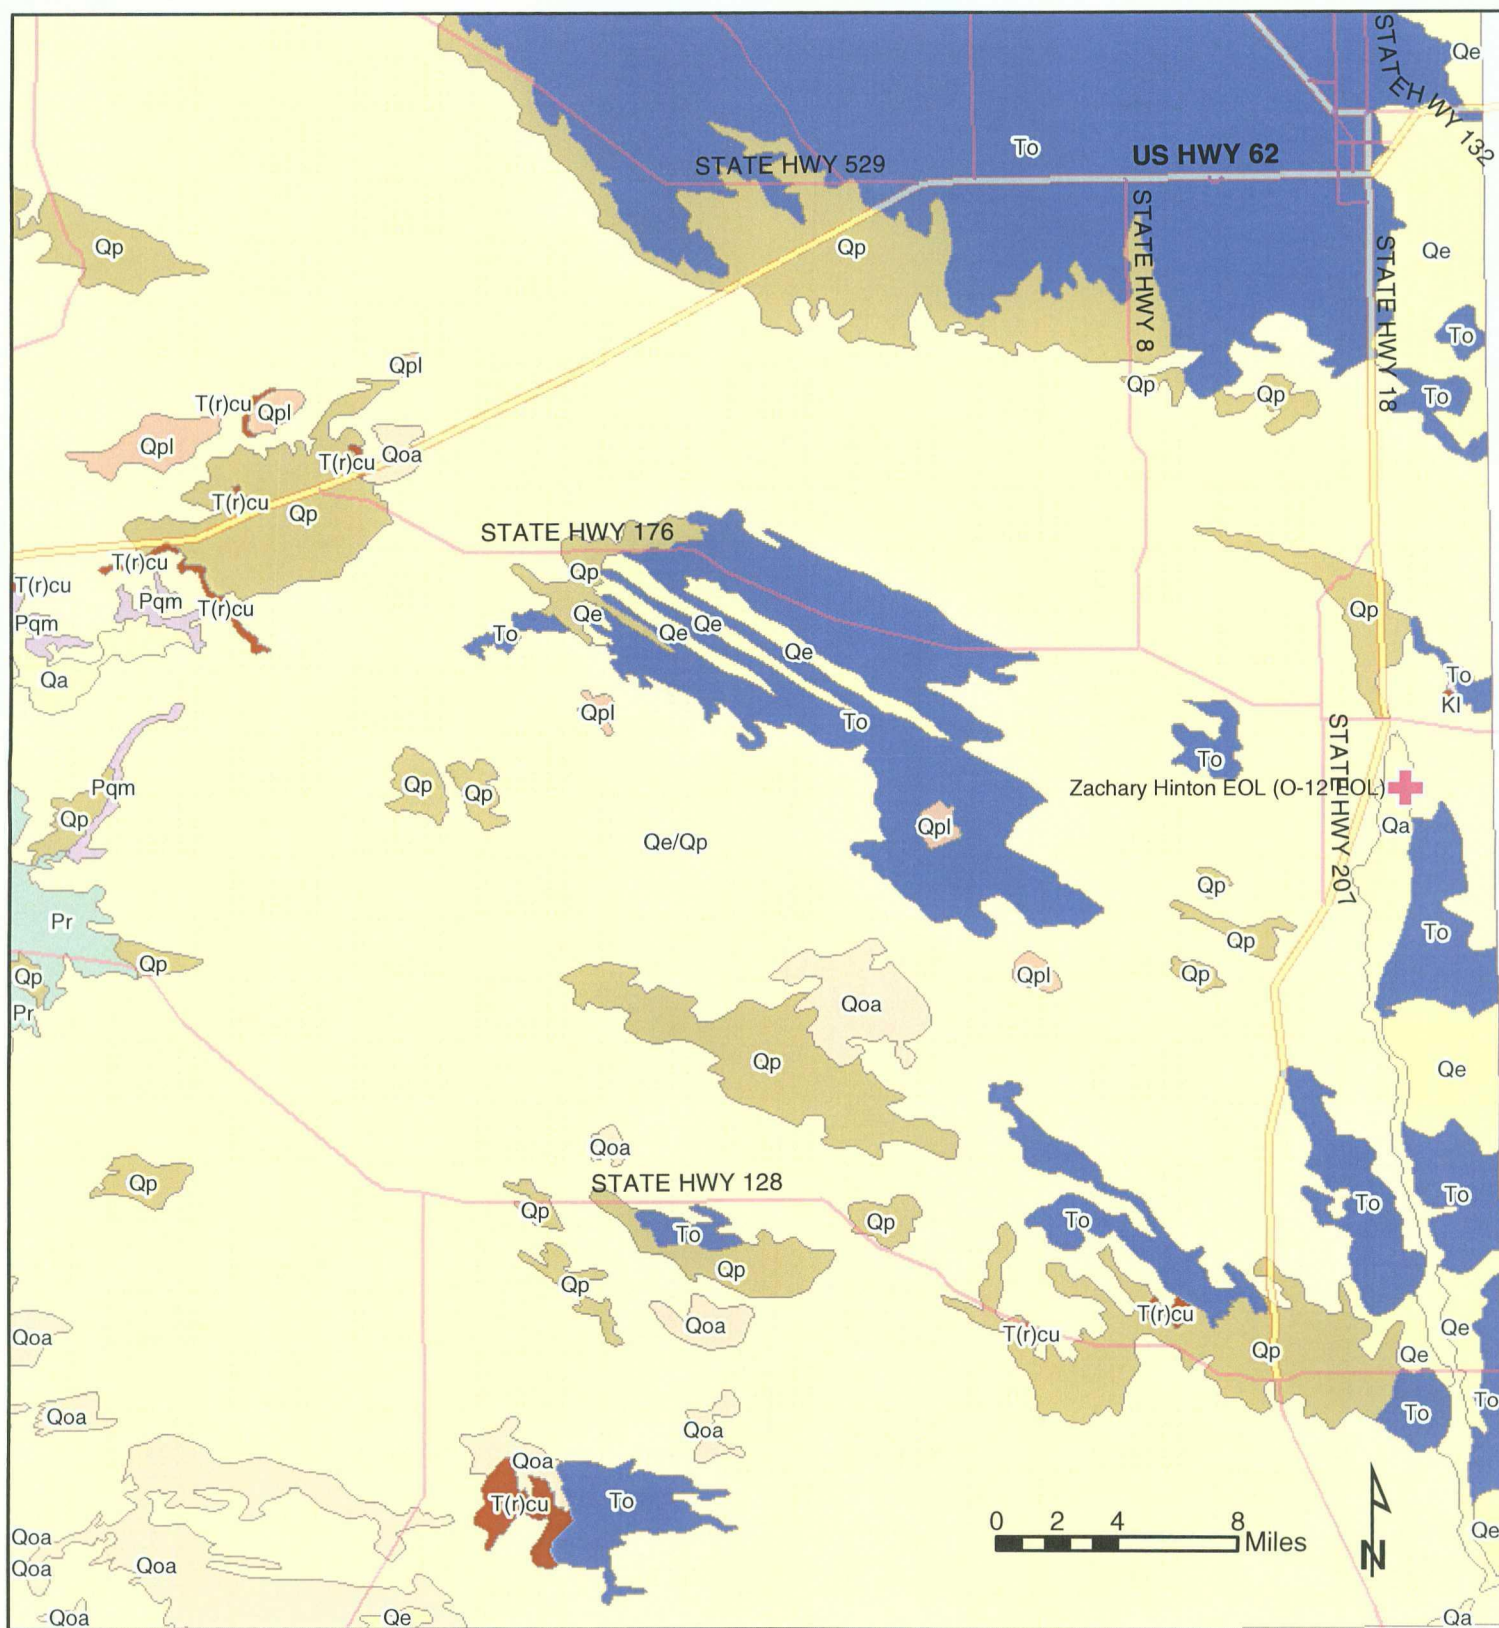 STATEH WY 132
Qe
To
US HWY 62
STATE HWY 529
Qp
Qp
STATE HWY 8
STATE HWY 18
Qe
To
Qpl
Qp
Qp
To
T(r)cu
Qpl
Qpl
T(r)cu
Qoa
T(r)cu
Qp
STATE HWY 176
T(r)cu
Qp
T(r)cu
Pqm
T(r)cu
Qe
Qp
Pqm
To
Qe
Qe
Qe
Qa
To
Kl
Qpl
To
STATE HWY 207
To
Pqm
Qp
Qp
Zachary Hinton EOL (O-12 EOL)
Qp
Qe/Qp
Qpl
Qa
Qp
Pr
Qp
To
Qp
Qp
Qpl
Qp
Pr
Qoa
Qp
Qe
Qoa
STATE HWY 128
Qp
Qp
To
Qp
To
To
To
Qp
Qp
Qoa
T(r)cu
T(r)cu
Qoa
Qp
Qe
Qe
Qoa
Qoa
To
To
Qoa
T(r)cu
To
0 2 4 8
Miles
Qoa
Qoa
Qoa
Qe
N
Qoa
Qe
Qa